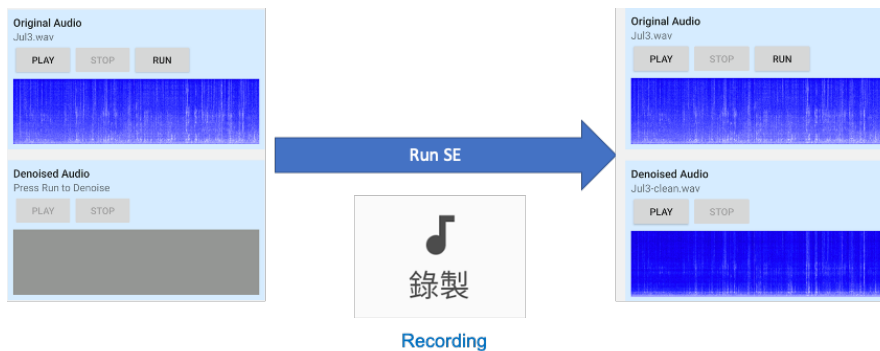 Original Audio
Jul3.wav
PLAY STOP RUN
Denoised Audio
Press Run to Denoise
PLAY STOP
Run SE
錄製
Recording
Original Audio
Jul3.wav
PLAY STOP RUN
Denoised Audio
Jul3-clean.wav
PLAY STOP